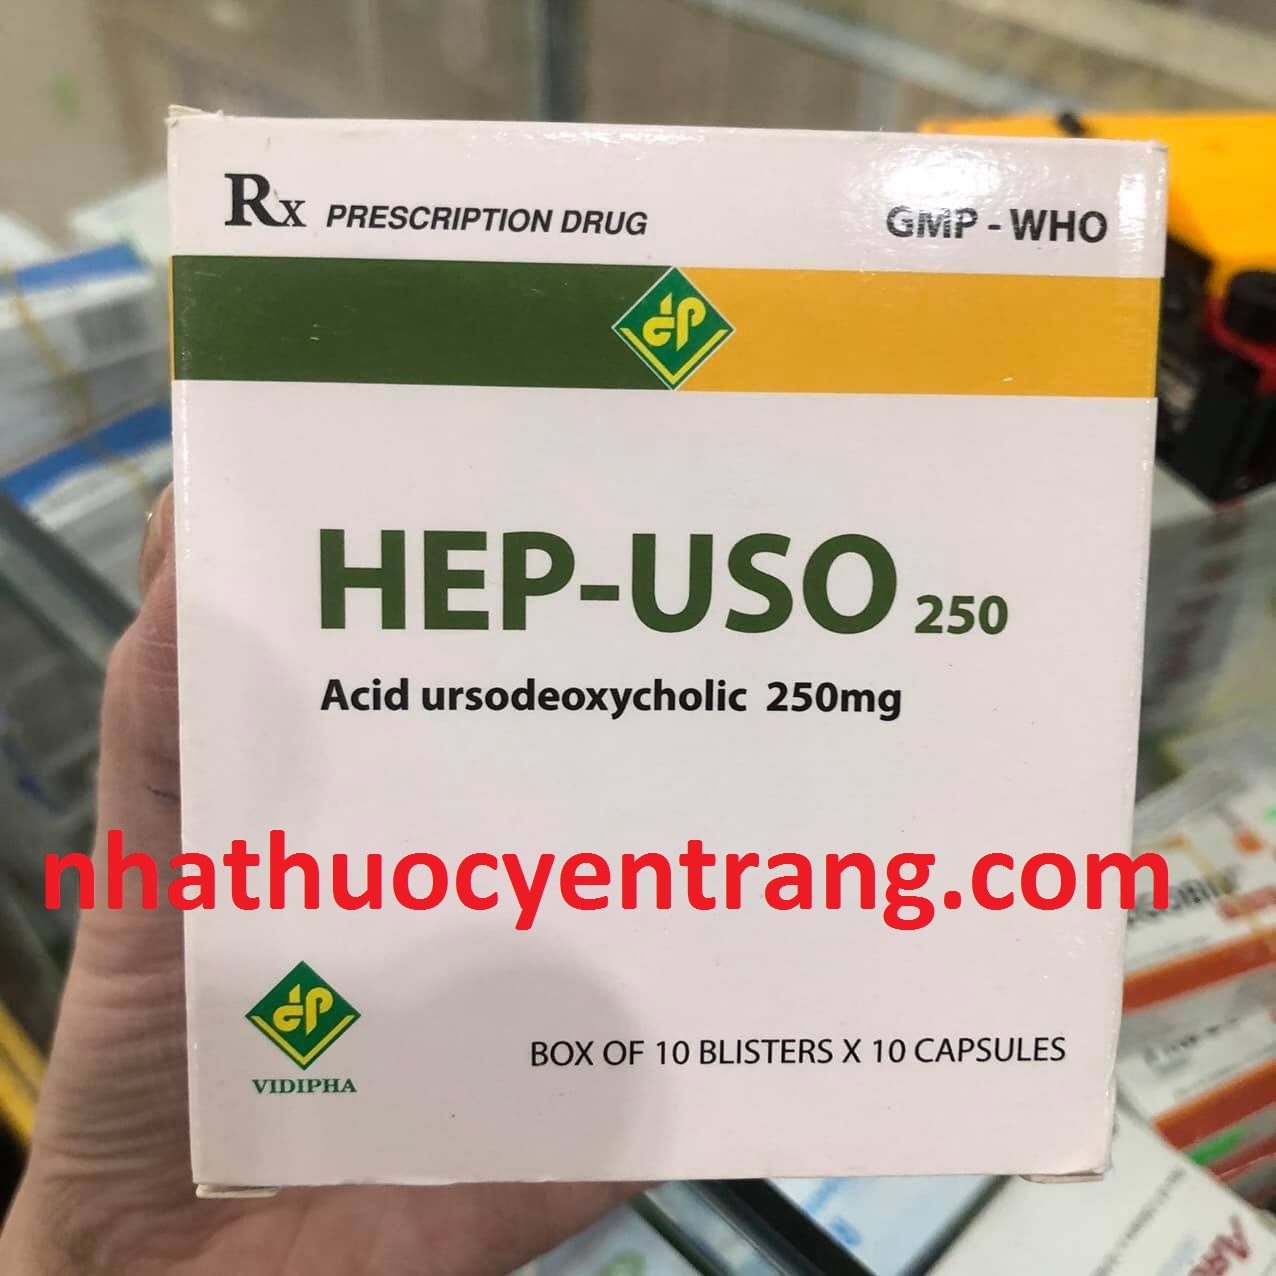 Rx PRESCRIPTION DRUG
GMP - WHO
HEP-USO 250
Acid ursodeoxycholic 250mg
nhathuocyentrang.com
VIDIPHA
BOX OF 10 BLISTERS X 10 CAPSULES